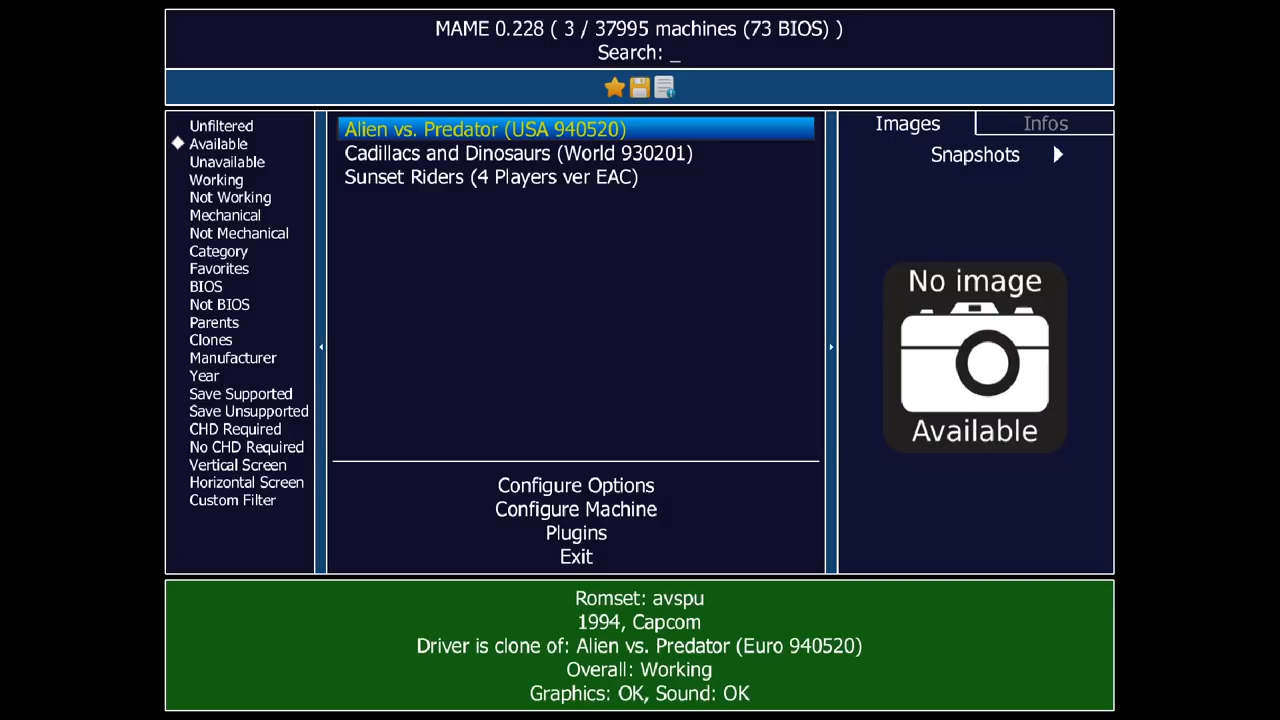 MAME 0.228 ( 3 / 37995 machines (73 BIOS) )
Search: _
Unfiltered
Available
Unavailable
Working
Not Working
Mechanical
Not Mechanical
Category
Favorites
BIOS
Not BIOS
Parents
Clones
Manufacturer
Year
Save Supported
Save Unsupported
CHD Required
No CHD Required
Vertical Screen
Horizontal Screen
Custom Filter
Alien vs. Predator (USA 940520)
Cadillacs and Dinosaurs (World 930201)
Sunset Riders (4 Players ver EAC)
Configure Options
Configure Machine
Plugins
Exit
Images Infos
Snapshots
No image
Available
Romset: avspu
1994, Capcom
Driver is clone of: Alien vs. Predator (Euro 940520)
Overall: Working
Graphics: OK, Sound: OK